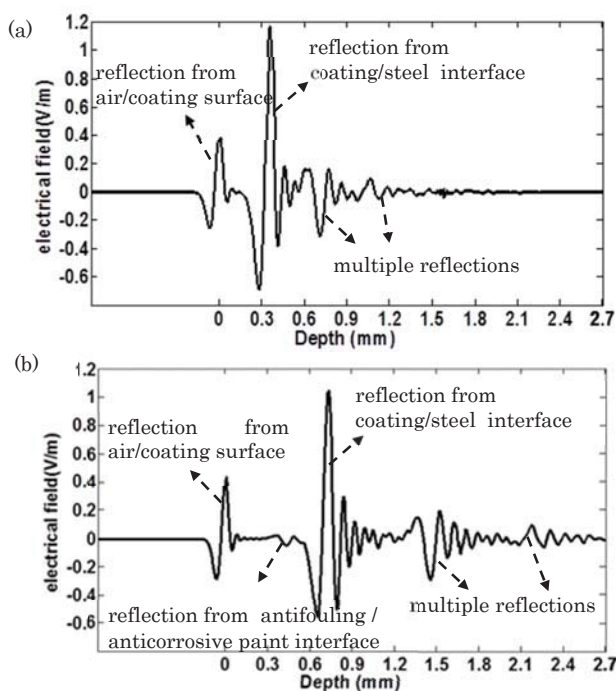 (a)
1.2
1
0.8
0.6
0.4
0.2
0
-0.2
-0.4
-0.6
electrical field(V/m)
reflection from
air/coating surface
reflection from
coating/steel interface
multiple reflections
0 0.3 0.6 0.9 1.2 1.5 1.8 2.1 2.4 2.7
Depth (mm)
(b)
1.2
1
0.8
0.6
0.4
0.2
0
-0.2
-0.4
-0.6
electrical field(V/m)
reflection from
air/coating surface
reflection from
coating/steel interface
reflection from antifouling /
anticorrosive paint interface
multiple reflections
0 0.3 0.6 0.9 1.2 1.5 1.8 2.1 2.4 2.7
Depth (mm)